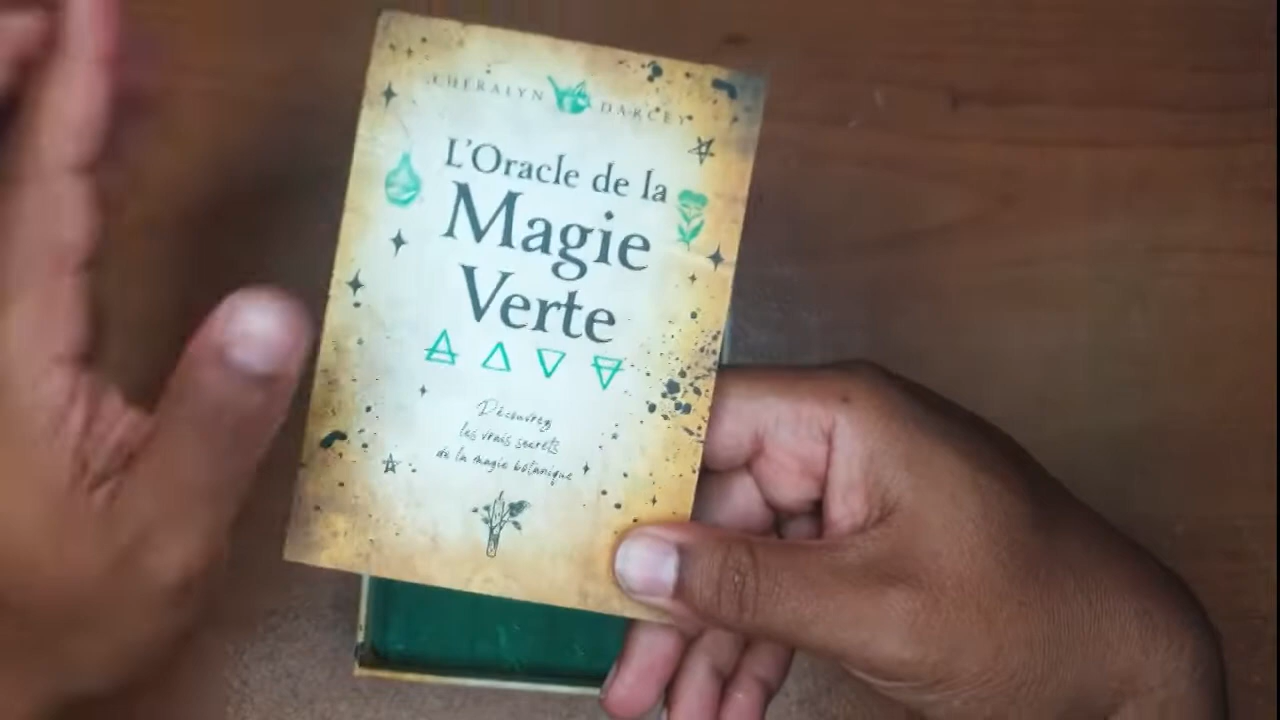 CHERALYN DARCEY
L'Oracle de la
Magie
Verte
Découvrez
les vrais secrets
de la magie botanique